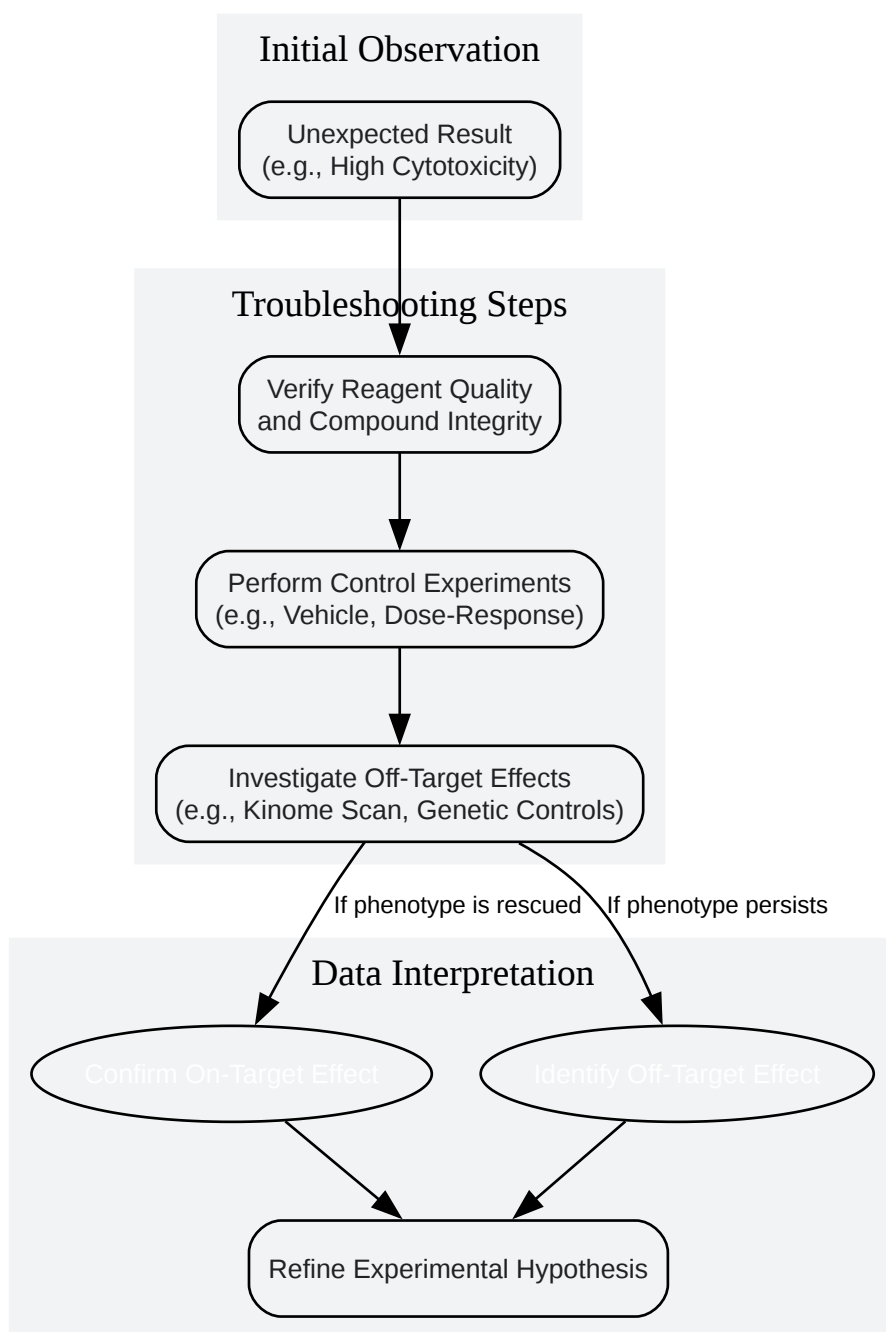 Initial Observation
Unexpected Result
(e.g., High Cytotoxicity)
Troubleshooting Steps
Verify Reagent Quality
and Compound Integrity
Perform Control Experiments
(e.g., Vehicle, Dose-Response)
Investigate Off-Target Effects
(e.g., Kinome Scan, Genetic Controls)
If phenotype is rescued
If phenotype persists
Data Interpretation
Confirm On-Target Effect
Identify Off-Target Effect
Refine Experimental Hypothesis